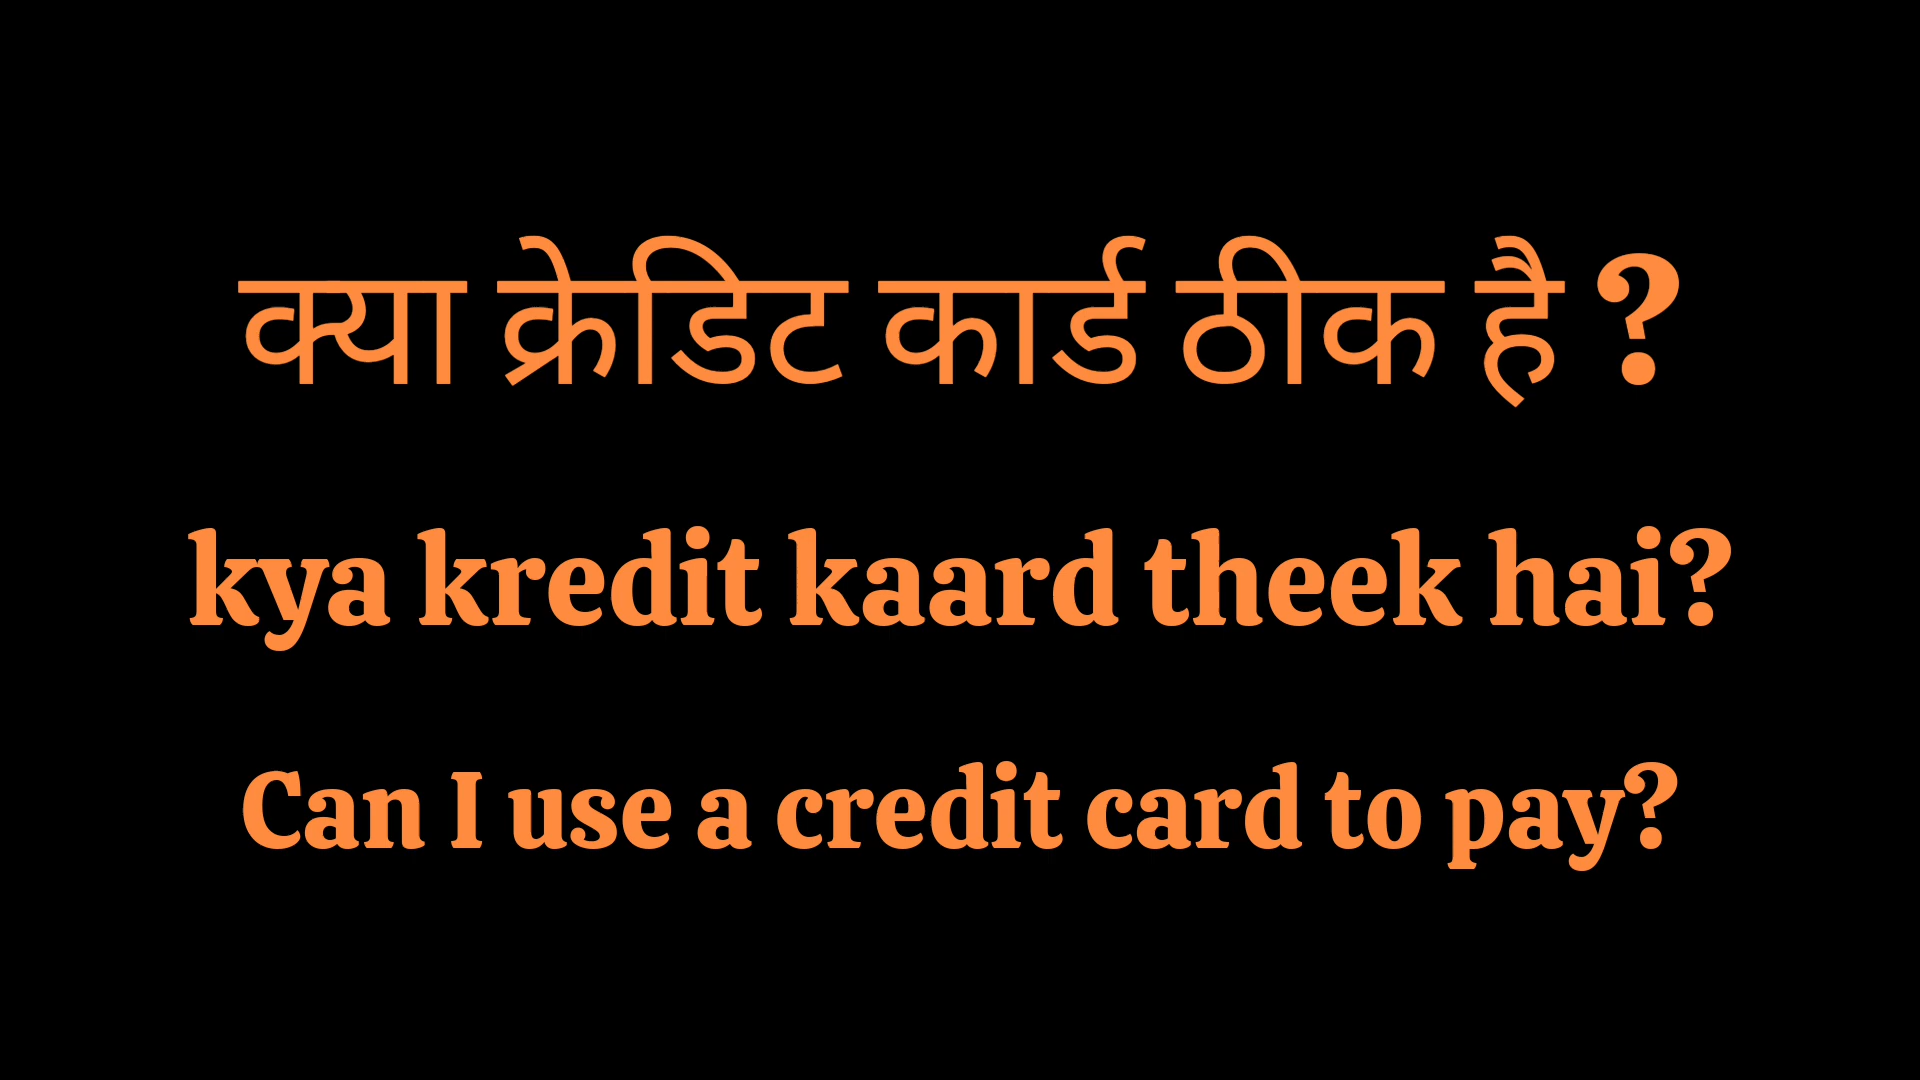 क्या क्रेडिट कार्ड ठीक है ?
kya kredit kaard theek hai?
Can I use a credit card to pay?